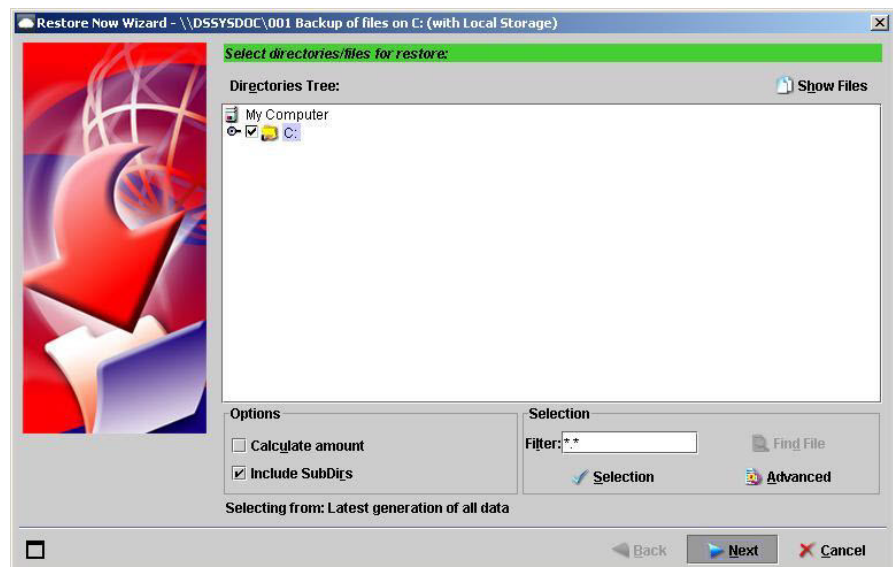 Restore Now Wizard - \\DSSYSDOC\001 Backup of files on C: (with Local Storage)
Select directories/files for restore:
Directories Tree:
Show Files
My Computer
C:
Options
Calculate amount
Include SubDirs
Selection
Filter: *.*
Find File
Selection
Advanced
Selecting from: Latest generation of all data
Back
Next
Cancel